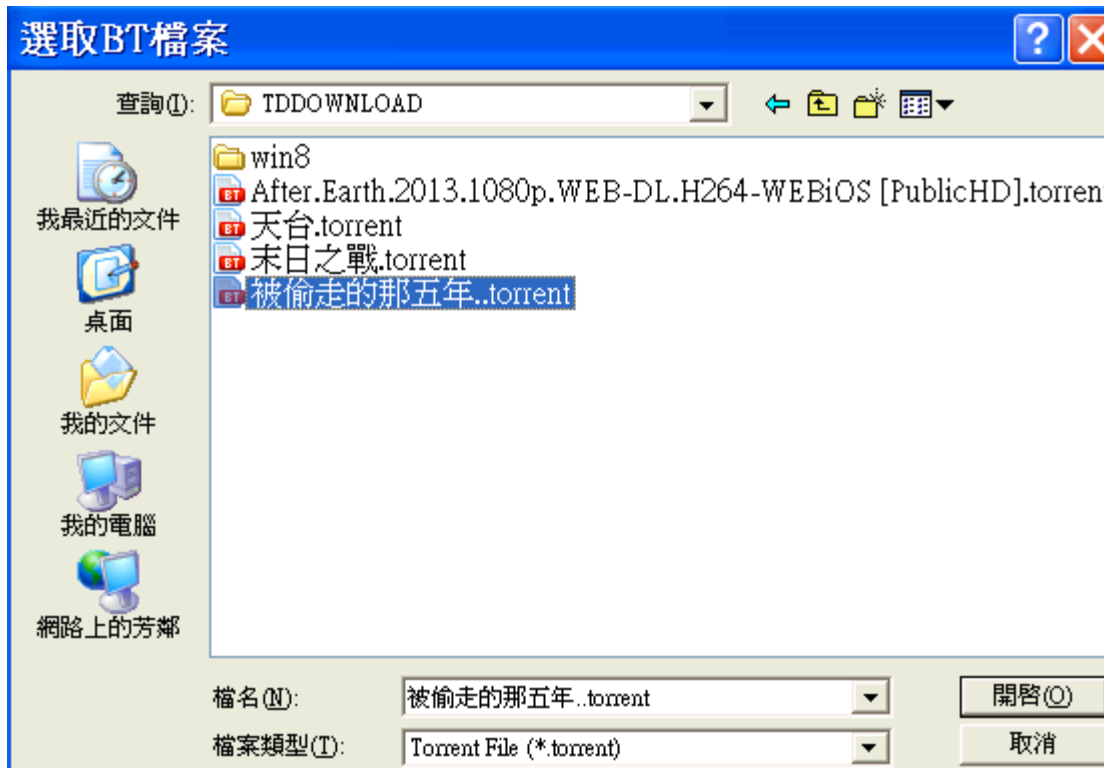 選取BT檔案
查詢(I):
TDDOWNLOAD
win8
After.Earth.2013.1080p.WEB-DL.H264-WEBiOS [PublicHD].torren
天台.torrent
末日之戰.torrent
被偷走的那五年..torrent
我最近的文件
桌面
我的文件
我的電腦
網路上的芳鄰
檔名(N):
被偷走的那五年..torrent
開啓(O)
檔案類型(T):
Torrent File (*.torrent)
取消